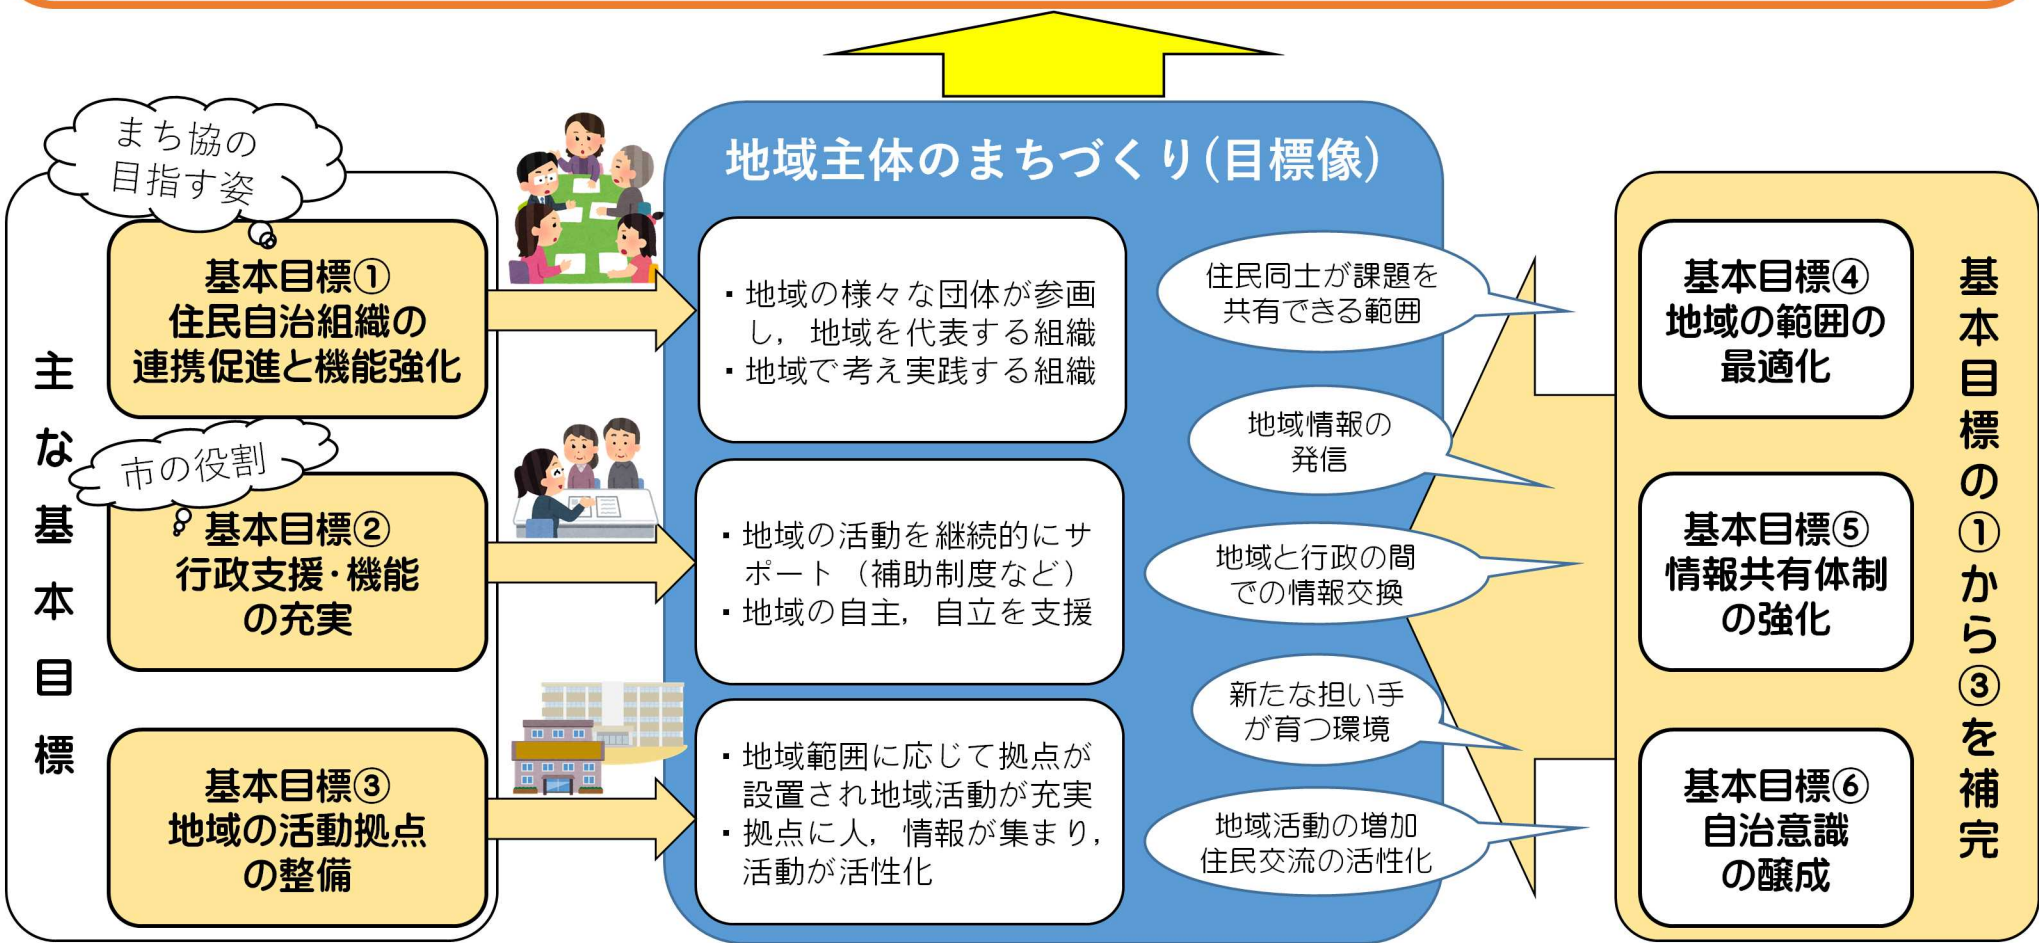 まち協の
目指す姿
主な基本目標
基本目標①
住民自治組織の
連携促進と機能強化
市の役割
基本目標②
行政支援・機能
の充実
基本目標③
地域の活動拠点
の整備
地域主体のまちづくり(目標像)
・地域の様々な団体が参画
し，地域を代表する組織
・地域で考え実践する組織
・地域の活動を継続的にサ
ポート（補助制度など）
・地域の自主，自立を支援
・地域範囲に応じて拠点が
設置され地域活動が充実
・拠点に人，情報が集まり，
活動が活性化
住民同士が課題を
共有できる範囲
地域情報の
発信
地域と行政の間
での情報交換
新たな担い手
が育つ環境
地域活動の増加
住民交流の活性化
基本目標④
地域の範囲の
最適化
基本目標⑤
情報共有体制
の強化
基本目標⑥
自治意識
の醸成
基本目標の①から③を補完